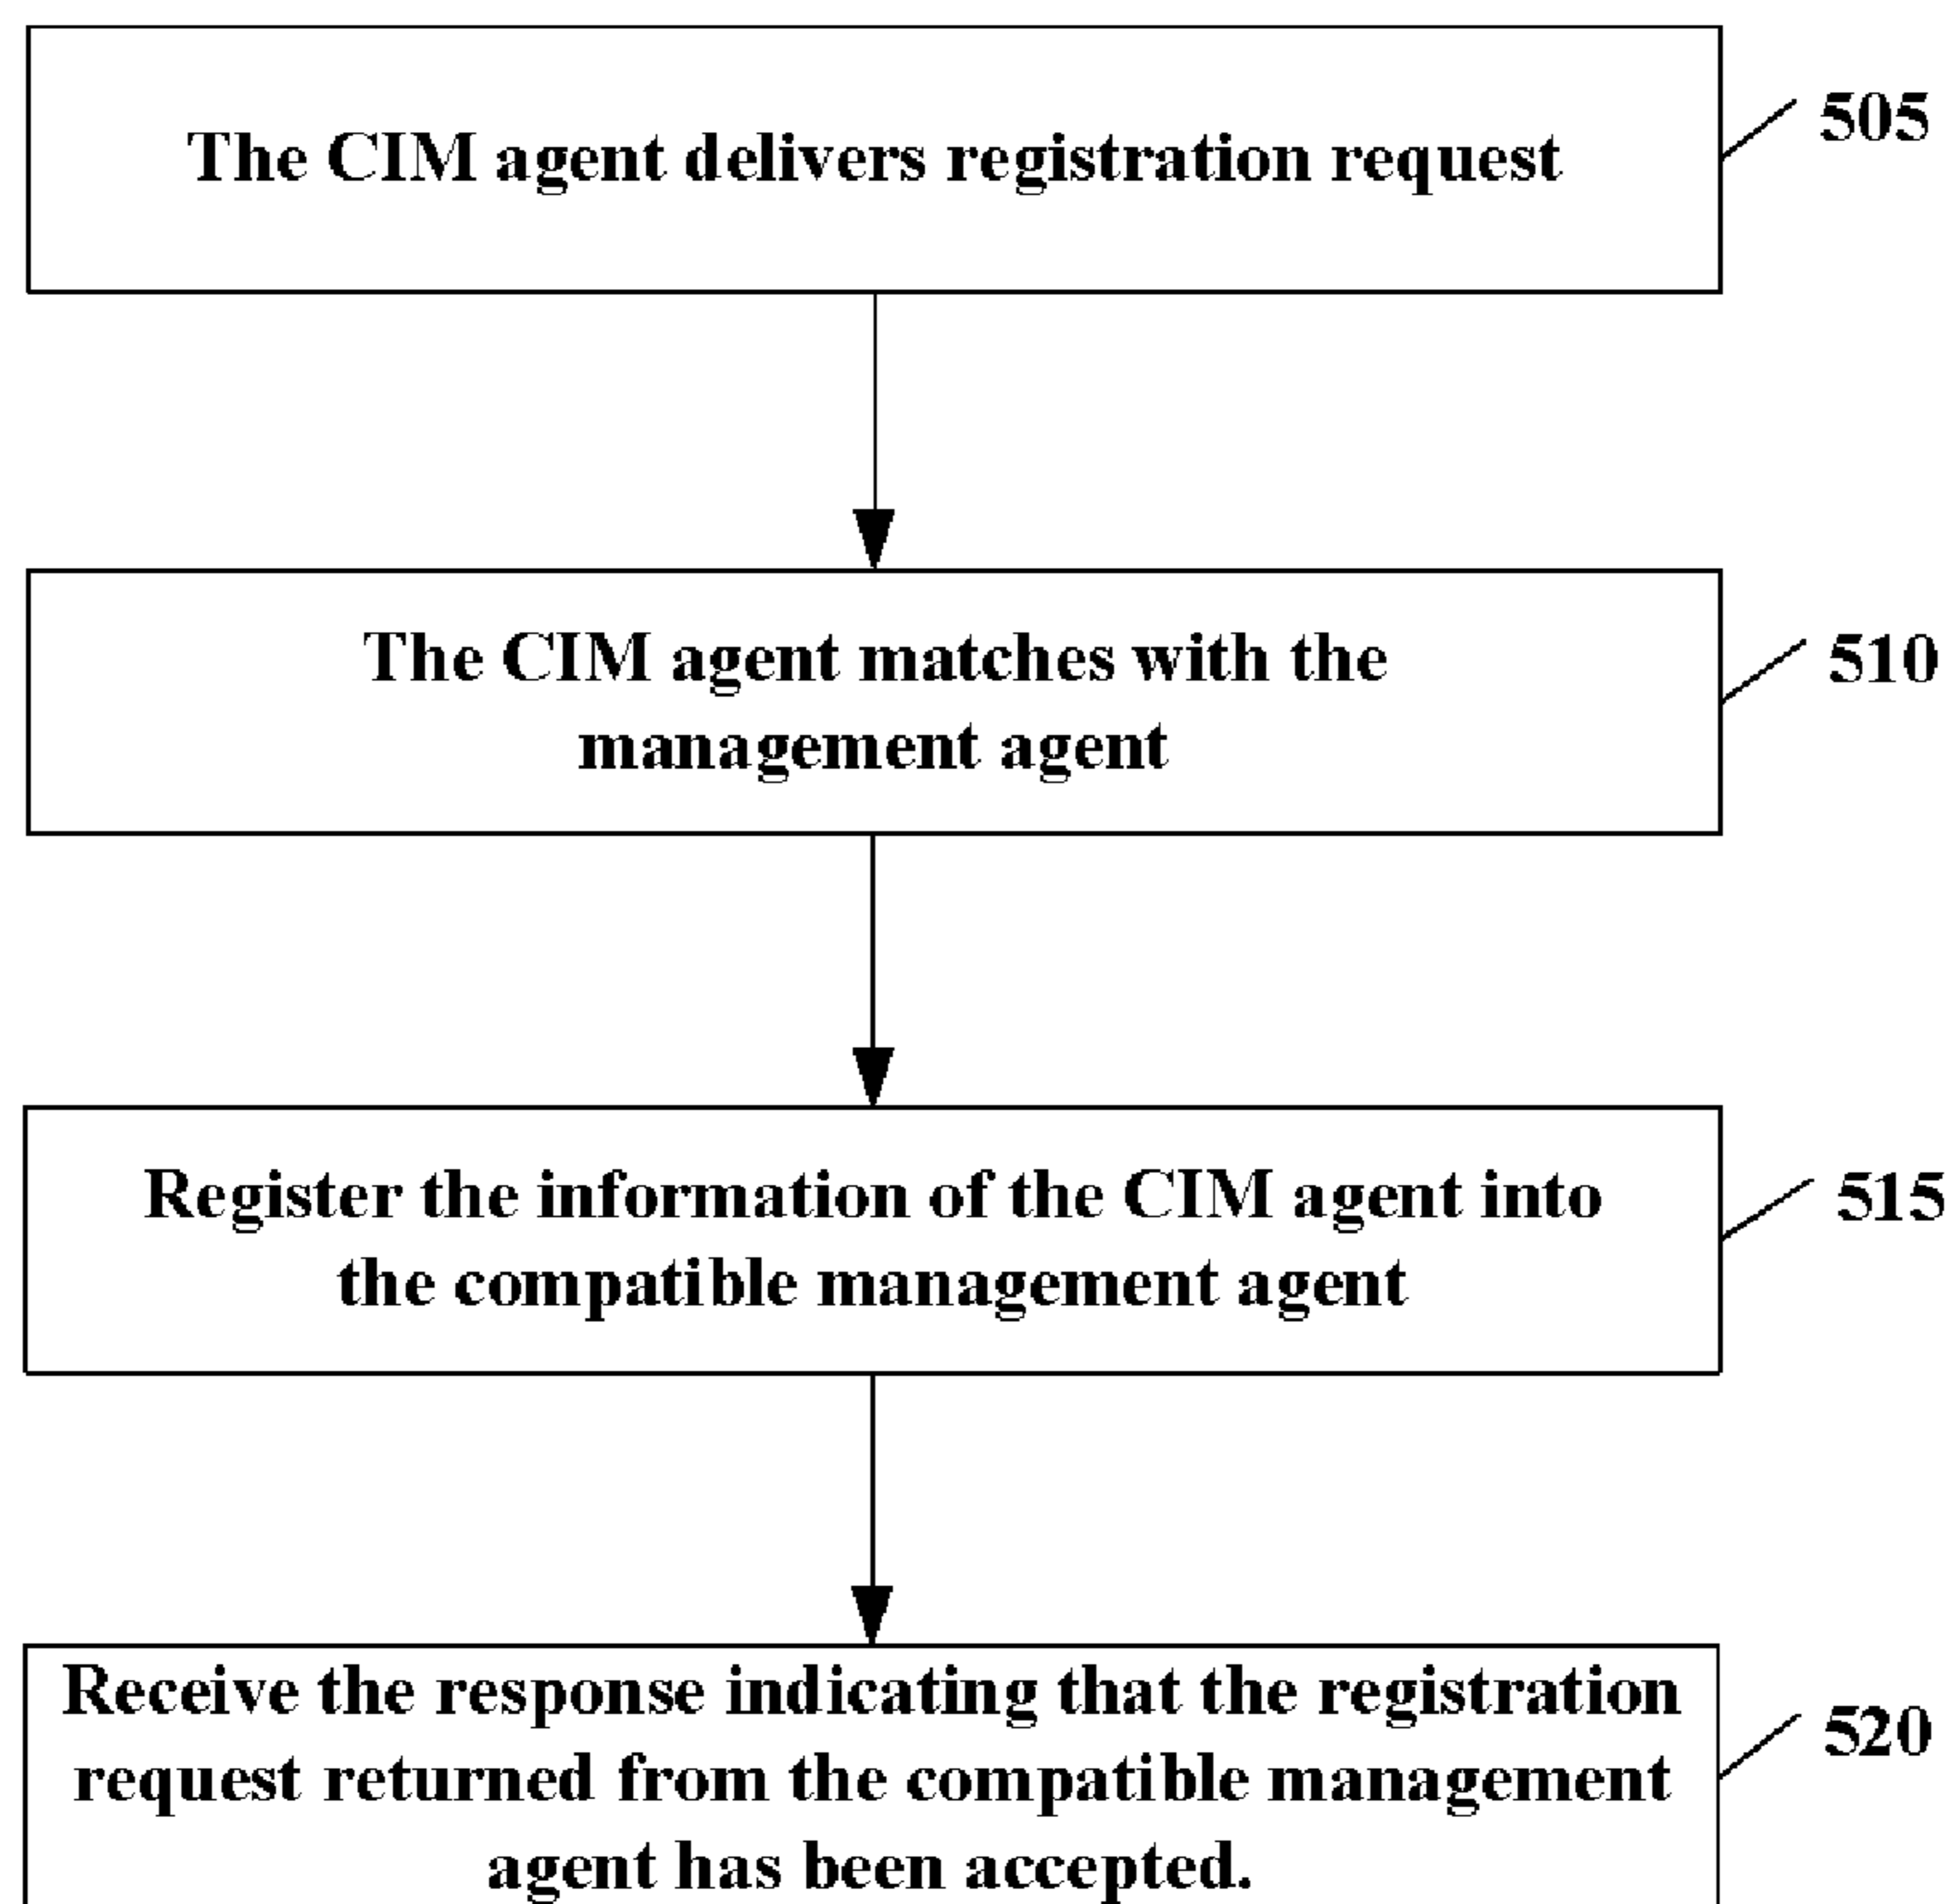 The CIM agent delivers registration request
505
The CIM agent matches with the
management agent
510
Register the information of the CIM agent into
the compatible management agent
515
Receive the response indicating that the registration
request returned from the compatible management
agent has been accepted.
520